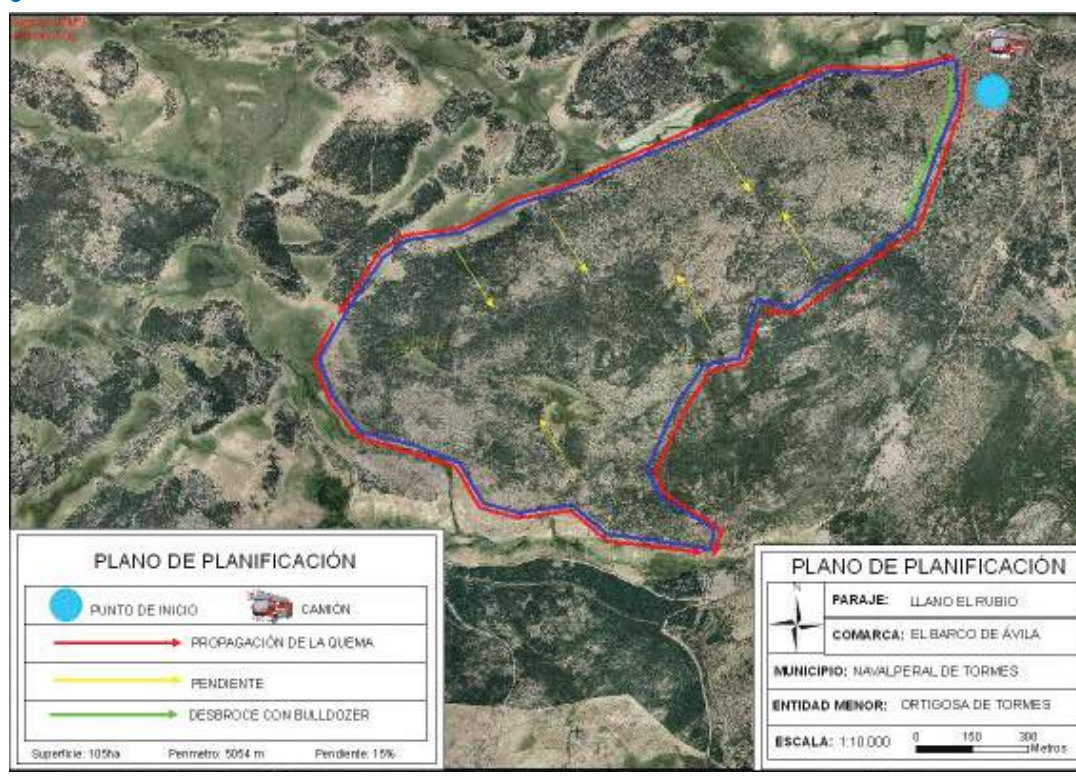 PLANO DE PLANIFICACIÓN
PUNTO DE INICIO
CAMIÓN
PROPAGACIÓN DE LA QUEMA
PENDIENTE
DESBROCE CON BULLDOZER
Superficie: 105ha Perimetro: 5054 m Pendiente: 15%
PLANO DE PLANIFICACIÓN
N
PARAJE: LLANO EL RUBIO
COMARCA: EL BARCO DE ÁVILA
MUNICIPIO: NAVALPERAL DE TORMES
ENTIDAD MENOR: ORTIGOSA DE TORMES
ESCALA: 1:10.000
0 150 300
Metros